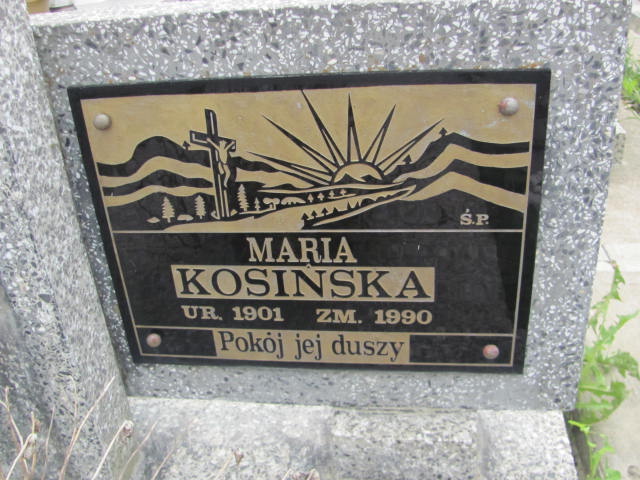 Ś.P.
MARIA
KOSIŃSKA
UR. 1901 ZM. 1990
Pokój jej duszy